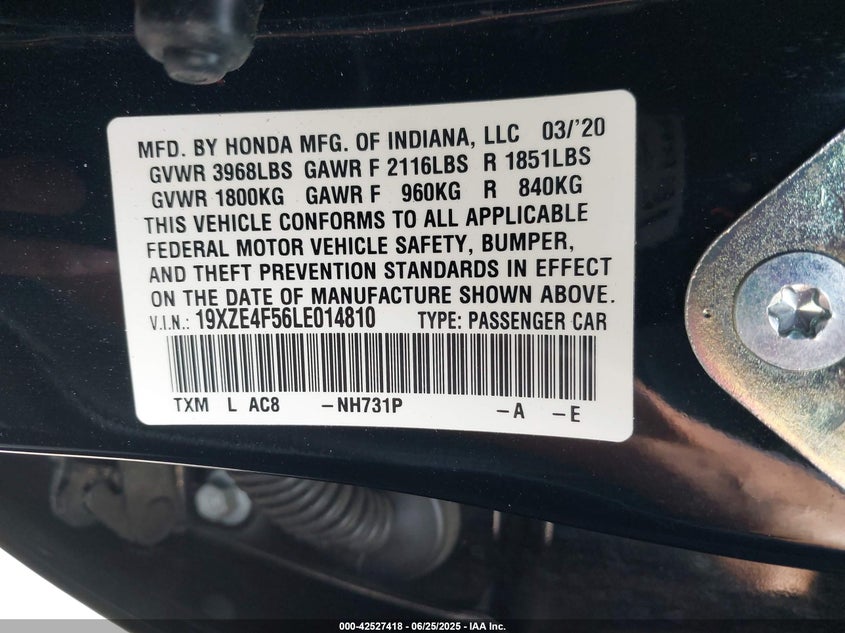 MFD. BY HONDA MFG. OF INDIANA, LLC 03/'20
GVWR 3968LBS GAWR F 2116LBS R 1851LBS
GVWR 1800KG GAWR F 960KG R 840KG
THIS VEHICLE CONFORMS TO ALL APPLICABLE
FEDERAL MOTOR VEHICLE SAFETY, BUMPER,
AND THEFT PREVENTION STANDARDS IN EFFECT
ON THE DATE OF MANUFACTURE SHOWN ABOVE.
V.I.N.: 19XZE4F56LE014810 TYPE: PASSENGER CAR
TXM L AC8 -NH731P -A -E
000-42527418 - 06/25/2025 - IAA Inc.